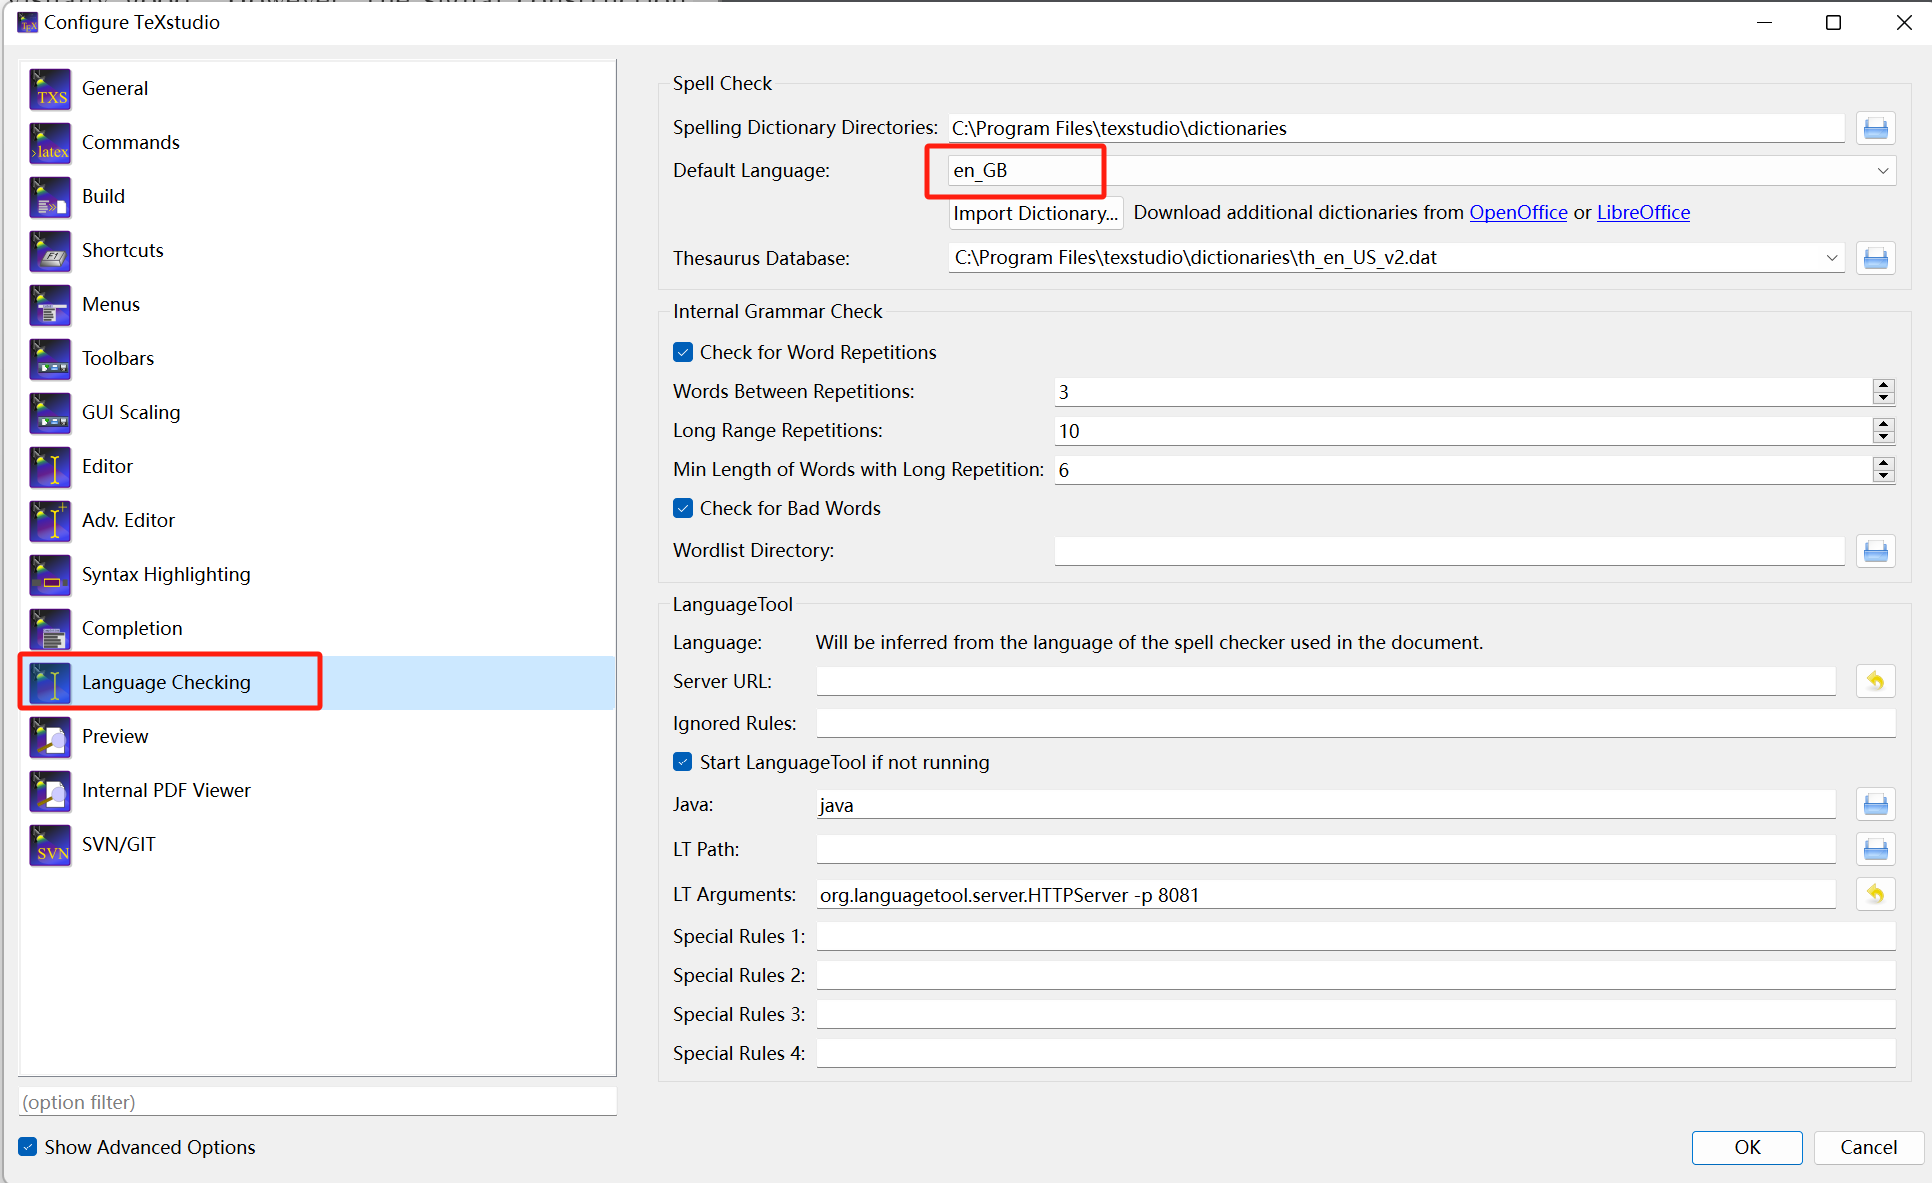 Configure TeXstudio
General
Commands
Build
Shortcuts
Menus
Toolbars
GUI Scaling
Editor
Adv. Editor
Syntax Highlighting
Completion
Language Checking
Preview
Internal PDF Viewer
SVN/GIT
(option filter)
Show Advanced Options
Spell Check
Spelling Dictionary Directories: C:\Program Files\texstudio\dictionaries
Default Language: en_GB
Import Dictionary... Download additional dictionaries from OpenOffice or LibreOffice
Thesaurus Database: C:\Program Files\texstudio\dictionaries\th_en_US_v2.dat
Internal Grammar Check
Check for Word Repetitions
Words Between Repetitions: 3
Long Range Repetitions: 10
Min Length of Words with Long Repetition: 6
Check for Bad Words
Wordlist Directory:
LanguageTool
Language: Will be inferred from the language of the spell checker used in the document.
Server URL:
Ignored Rules:
Start LanguageTool if not running
Java: java
LT Path:
LT Arguments: org.languagetool.server.HTTPServer -p 8081
Special Rules 1:
Special Rules 2:
Special Rules 3:
Special Rules 4:
OK Cancel